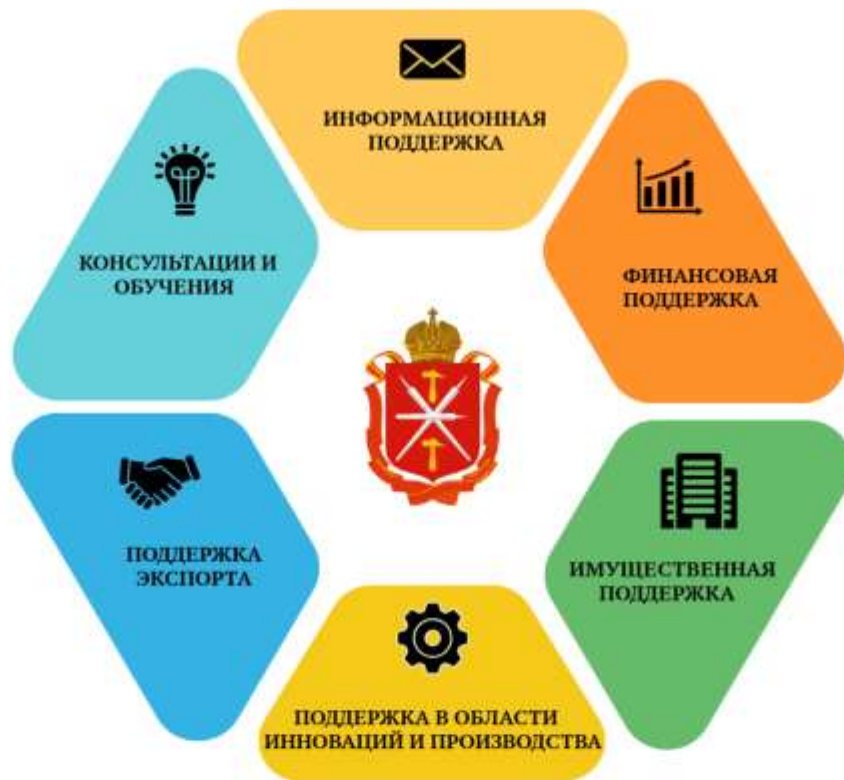 ИНФОРМАЦИОННАЯ
ПОДДЕРЖКА
ФИНАНСОВАЯ
ПОДДЕРЖКА
ИМУЩЕСТВЕННАЯ
ПОДДЕРЖКА
ПОДДЕРЖКА В ОБЛАСТИ
ИННОВАЦИЙ И ПРОИЗВОДСТВА
ПОДДЕРЖКА
ЭКСПОРТА
КОНСУЛЬТАЦИИ И
ОБУЧЕНИЯ